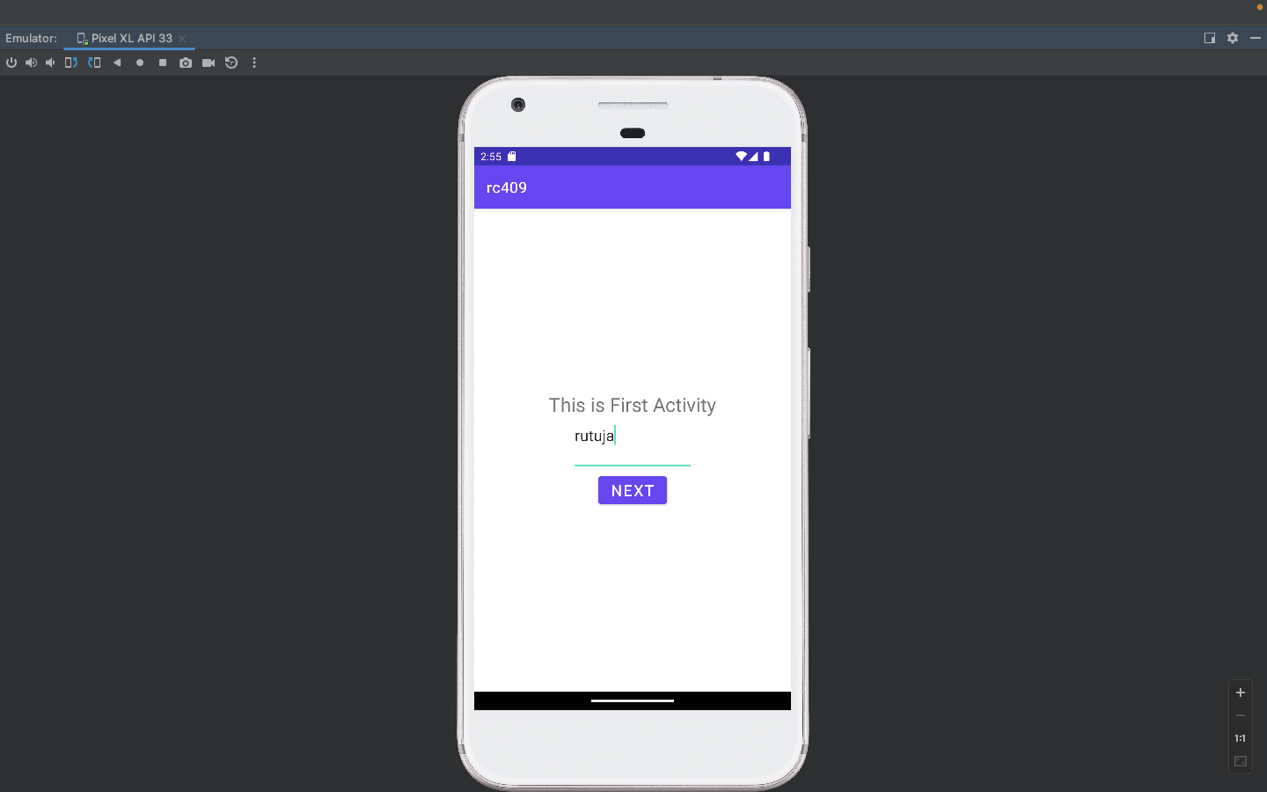 Emulator: Pixel XL API 33
2:55
rc409
This is First Activity
rutuja
NEXT
1:1